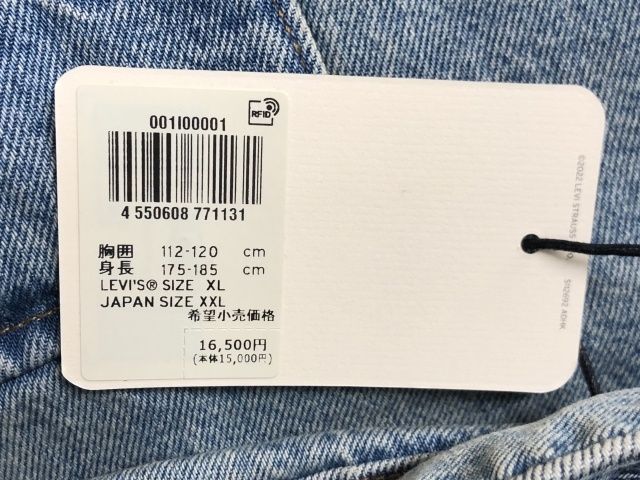 001I00001
RFID
4 550608 771131
胸囲 112-120 cm
身長 175-185 cm
LEVI'S® SIZE XL
JAPAN SIZE XXL
希望小売価格
16,500円
(本体15,000円)
©2022 LEVI STRAUSS